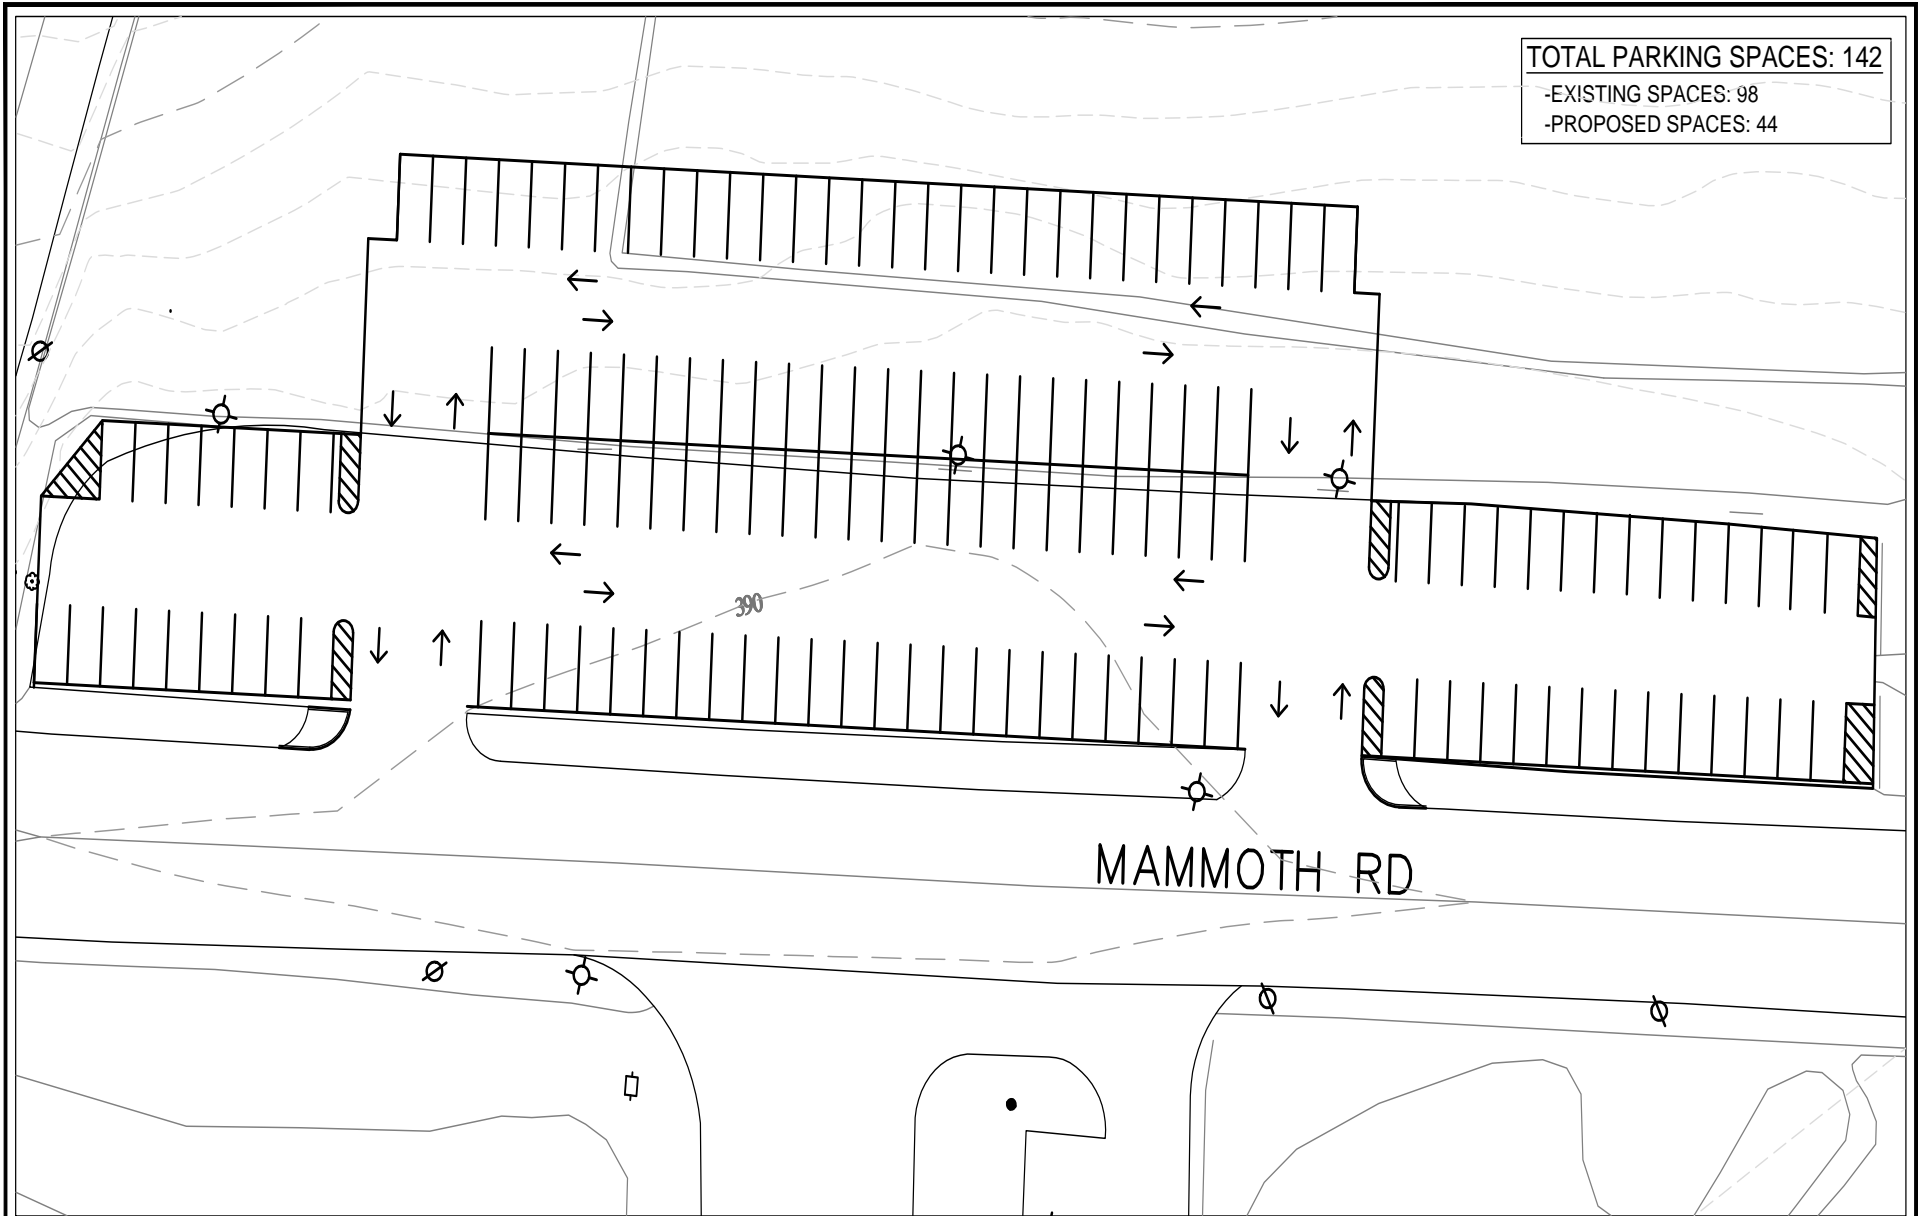 TOTAL PARKING SPACES: 142
-EXISTING SPACES: 98
-PROPOSED SPACES: 44
390
MAMMOTH RD